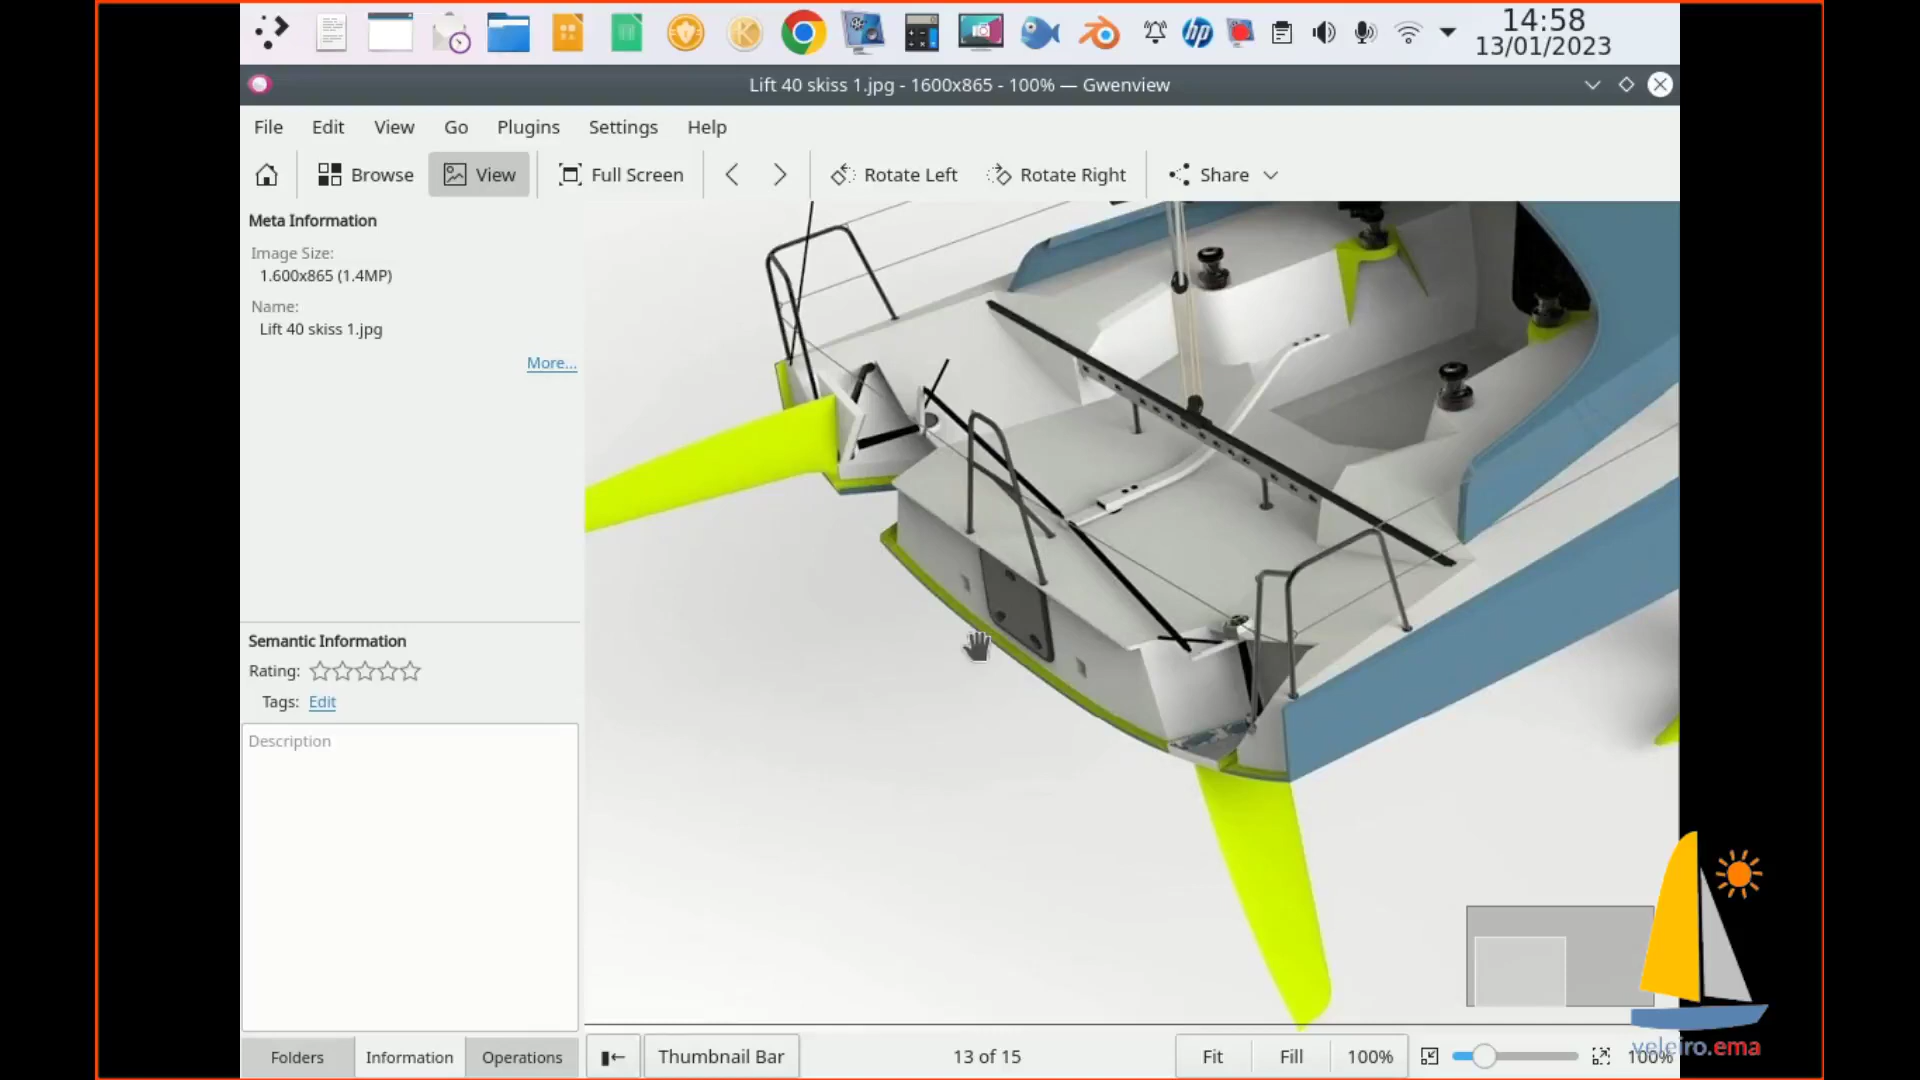 14:58
13/01/2023
Lift 40 skiss 1.jpg - 1600x865 - 100% — Gwenview
File Edit View Go Plugins Settings Help
Browse View Full Screen Rotate Left Rotate Right Share
Meta Information
Image Size:
1.600x865 (1.4MP)
Name:
Lift 40 skiss 1.jpg
More...
Semantic Information
Rating:
Tags: Edit
Description
Folders Information Operations Thumbnail Bar 13 of 15 Fit Fill 100% 100%
veleiro.ema
hp
K